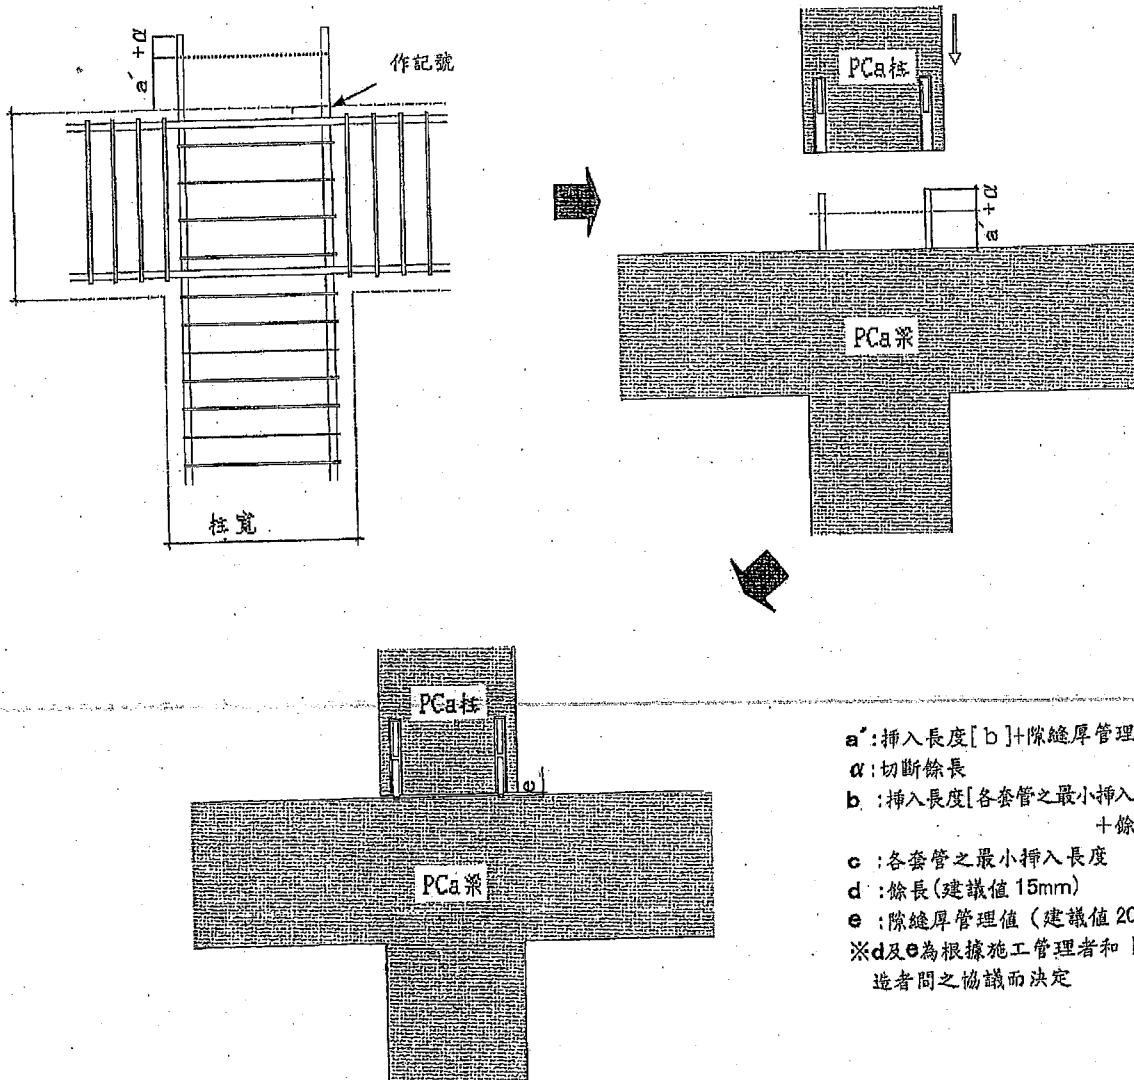 a´+α
作記號
柱寬
PCa柱
a´+α
PCa梁
PCa柱
e
PCa梁
a´:挿入長度[b]+隙縫厚管理
α:切斷餘長
b:挿入長度[各套管之最小挿入
+餘
c:各套管之最小挿入長度
d:餘長(建議值15mm)
e:隙縫厚管理值(建議值20
※d及e為根據施工管理者和
造者間之協議而決定